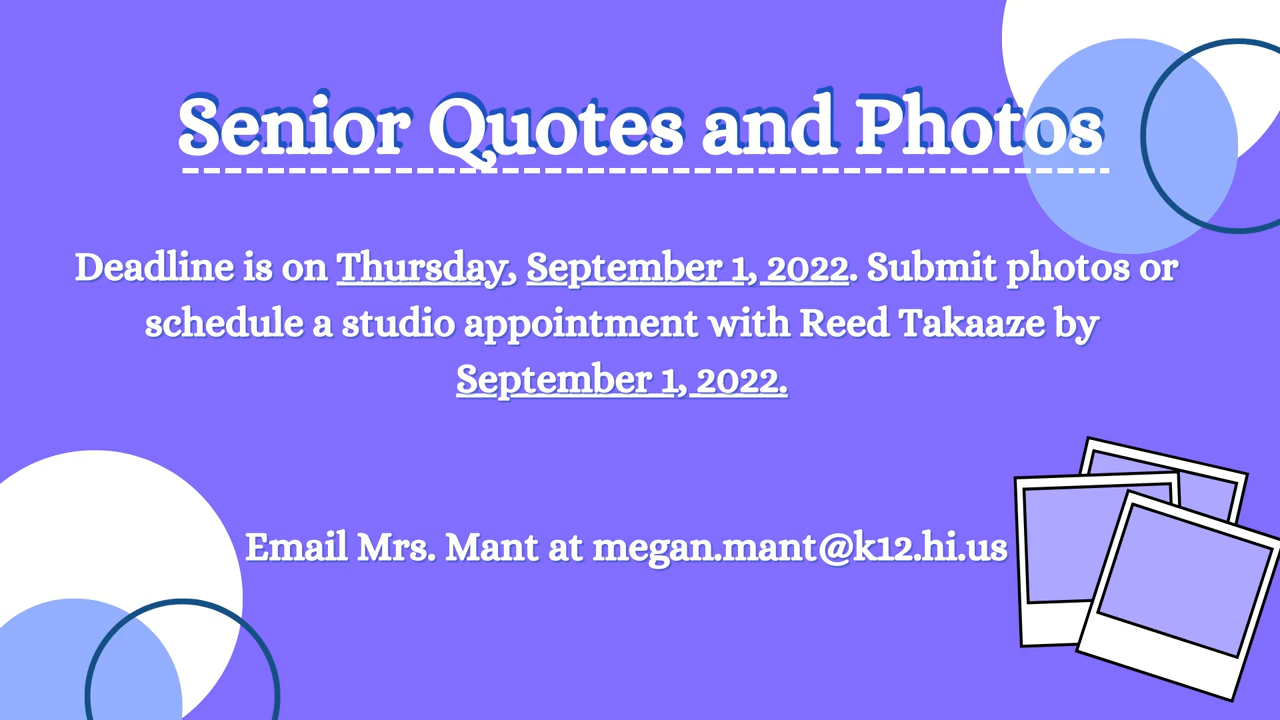 Senior Quotes and Photos
Deadline is on Thursday, September 1, 2022. Submit photos or
schedule a studio appointment with Reed Takaaze by
September 1, 2022.
Email Mrs. Mant at megan.mant@k12.hi.us